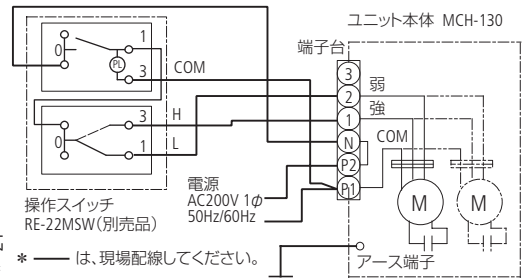 ユニット本体 MCH-130
端子台
0
1
PL
3
COM
3
H
0
1
L
3
2
1
N
P2
P1
弱
強
COM
M
M
電源
AC200V 1φ
50Hz/60Hz
操作スイッチ
RE-22MSW(別売品)
* ── は、現場配線してください。
アース端子